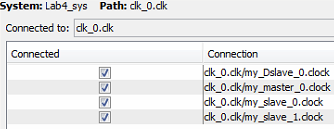 System: Lab4_sys Path: clk_0.clk
Connected to: clk_0.clk
Connected Connection
clk_0.clk/my_Dslave_0.clock
clk_0.clk/my_master_0.clock
clk_0.clk/my_slave_0.clock
clk_0.clk/my_slave_1.clock